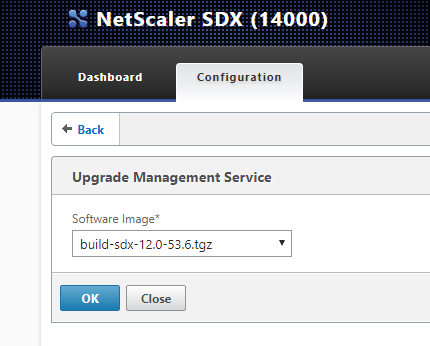 NetScaler SDX (14000)
Dashboard Configuration
Back
Upgrade Management Service
Software Image*
build-sdx-12.0-53.6.tgz
OK Close